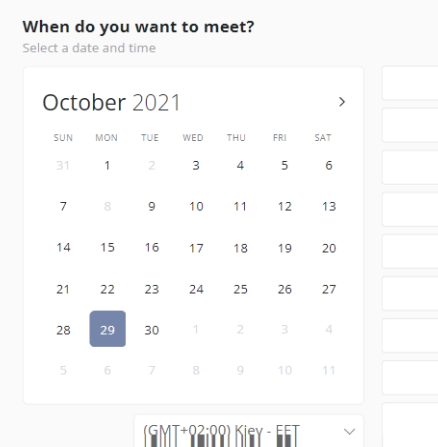 When do you want to meet?
Select a date and time
October 2021
SUN MON TUE WED THU FRI SAT
31 1 2 3 4 5 6
7 8 9 10 11 12 13
14 15 16 17 18 19 20
21 22 23 24 25 26 27
28 29 30 1 2 3 4
5 6 7 8 9 10 11
(GMT+02:00) Kiev - EET